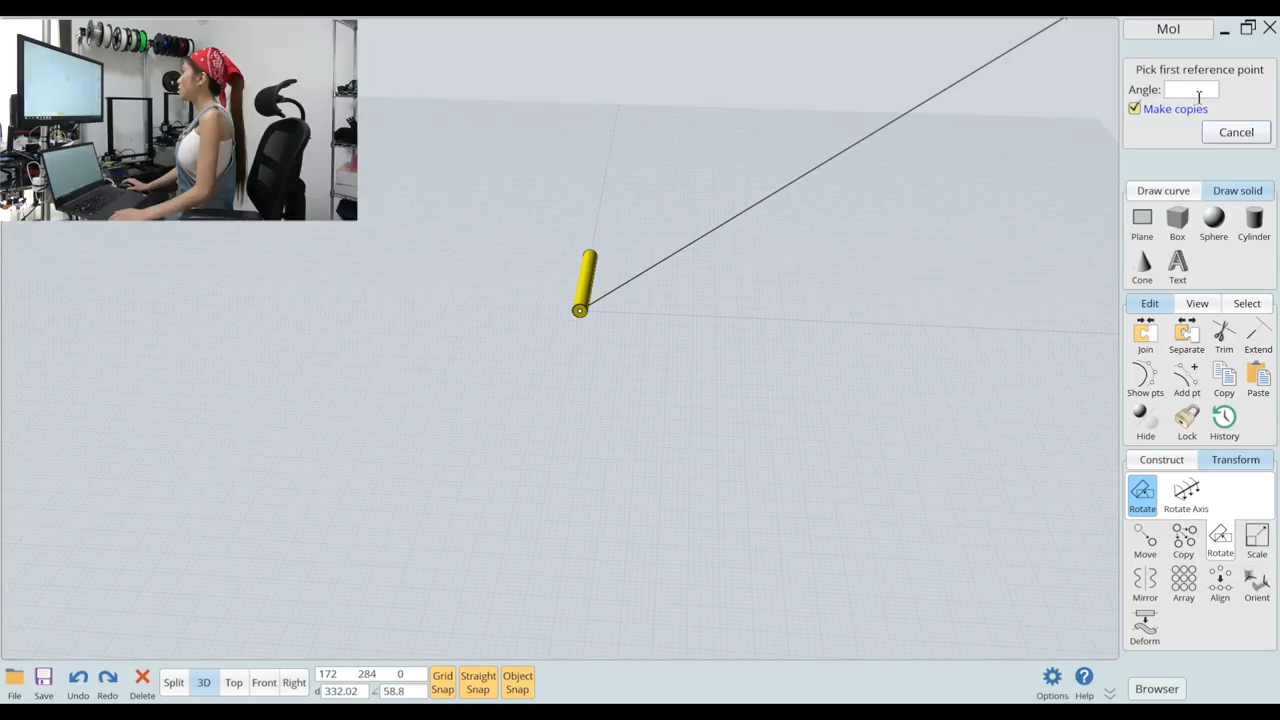 MoI
Pick first reference point
Angle:
Make copies
Cancel
Draw curve Draw solid
Plane Box Sphere Cylinder
Cone Text
Edit View Select
Join Separate Trim Extend
Show pts Add pt Copy Paste
Hide Lock History
Construct Transform
Rotate Rotate Axis
Move Copy Rotate Scale
Mirror Array Align Orient
Deform
File Save Undo Redo Delete Split 3D Top Front Right
172 284 0
d 332.02 58.8
Grid Snap Straight Snap Object Snap
Options Help Browser